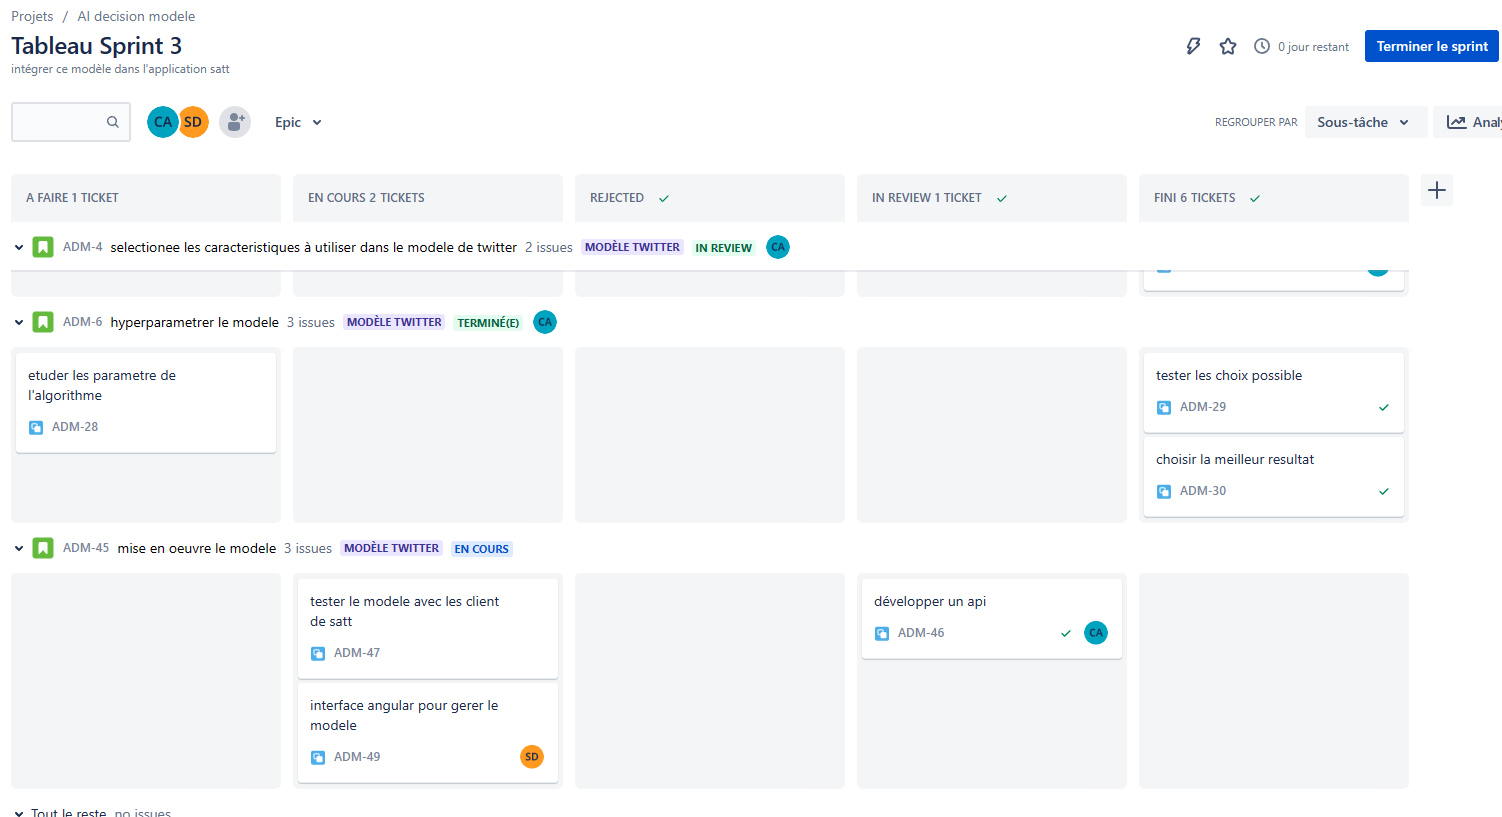 Projets / AI decision modele
Tableau Sprint 3
intégrer ce modèle dans l'application satt
0 jour restant
Terminer le sprint
CA SD
Epic
REGROUPER PAR
Sous-tâche
A FAIRE 1 TICKET
EN COURS 2 TICKETS
REJECTED
IN REVIEW 1 TICKET
FINI 6 TICKETS
ADM-4 selectionee les caracteristiques à utiliser dans le modele de twitter 2 issues MODÈLE TWITTER IN REVIEW CA
ADM-6 hyperparametrer le modele 3 issues MODÈLE TWITTER TERMINÉ(E) CA
etuder les parametre de
l'algorithme
ADM-28
tester les choix possible
ADM-29
choisir la meilleur resultat
ADM-30
ADM-45 mise en oeuvre le modele 3 issues MODÈLE TWITTER EN COURS
tester le modele avec les client
de satt
ADM-47
interface angular pour gerer le
modele
ADM-49 SD
développer un api
ADM-46 CA
Tout le reste no issues